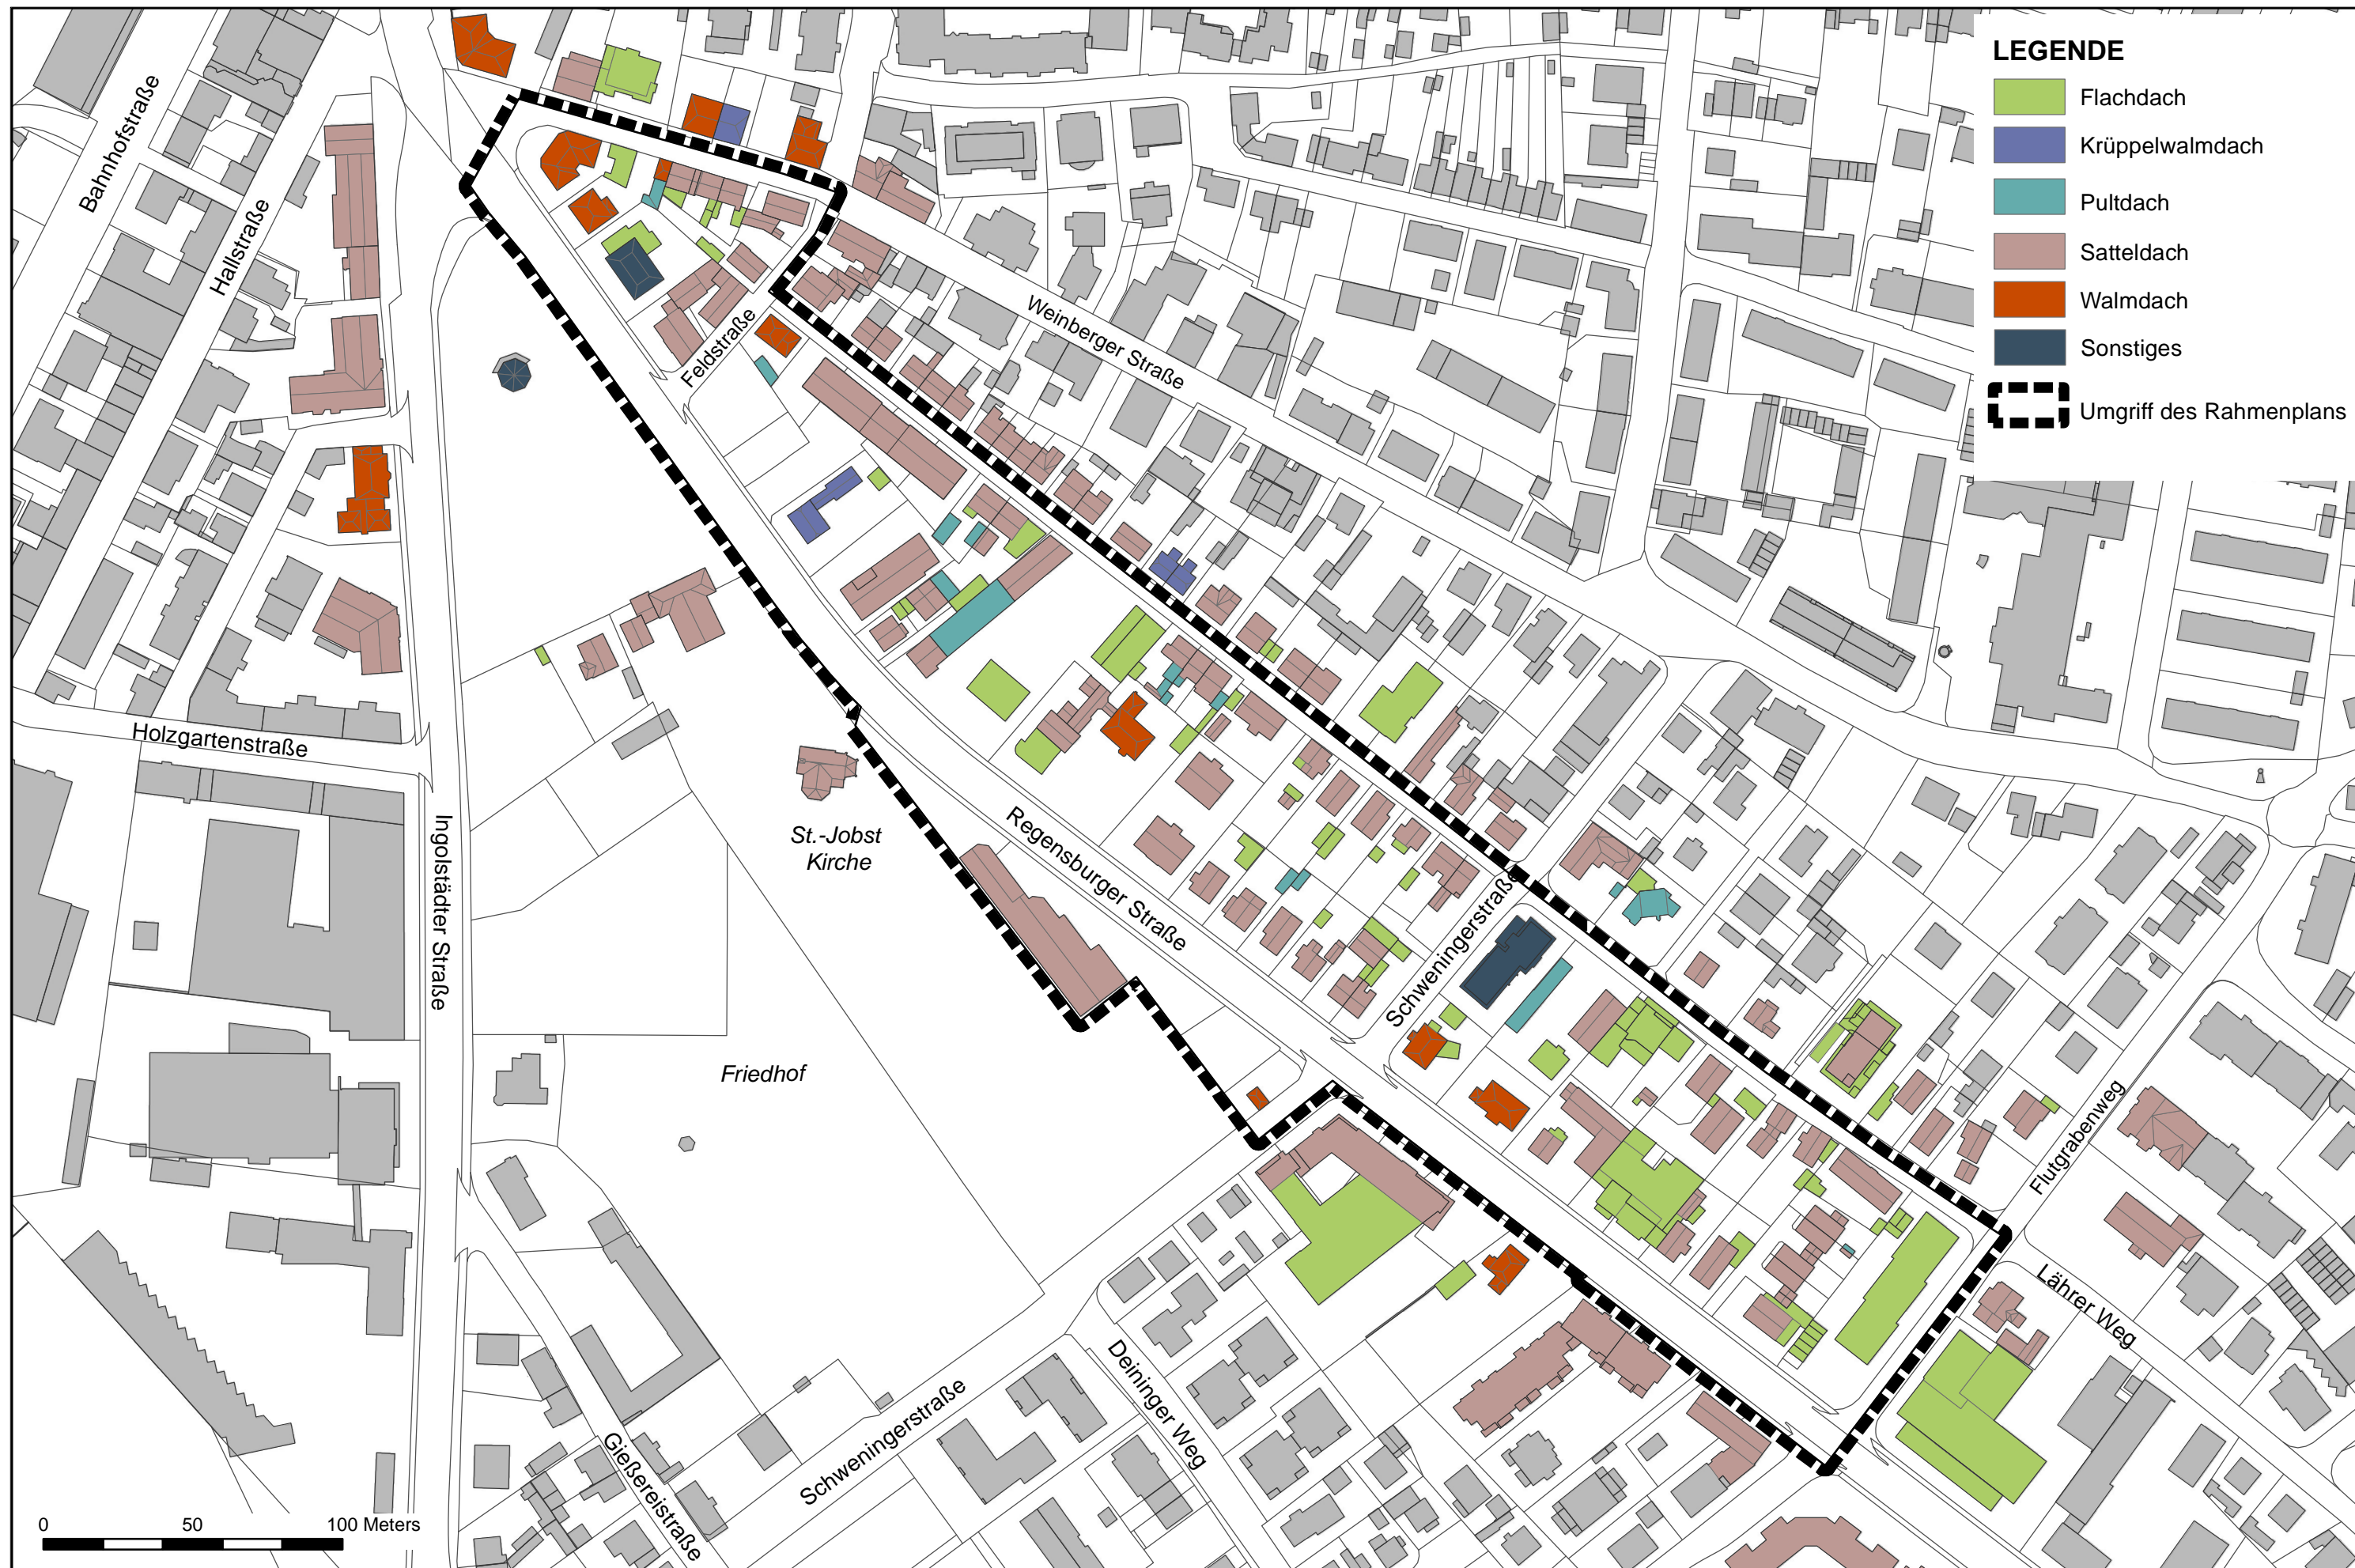 LEGENDE
Flachdach
Krüppelwalmdach
Pultdach
Satteldach
Walmdach
Sonstiges
Umgriff des Rahmenplans
Bahnhofstraße
Hallstraße
Feldstraße
Weinberger Straße
Holzgartenstraße
Ingolstädter Straße
St.-Jobst
Kirche
Regensburger Straße
Schweningerstraße
Friedhof
Flutgrabenweg
Lährer Weg
Deininger Weg
Schweningerstraße
Gießereistraße
0 50 100 Meters